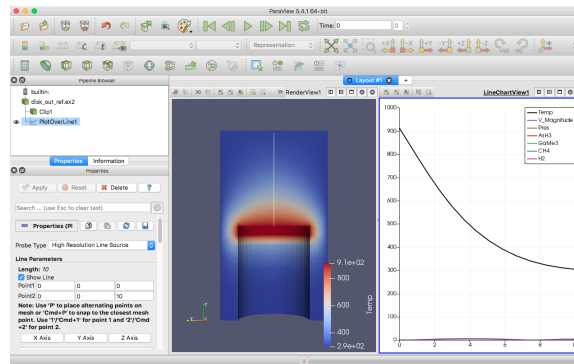 ParaView 5.4.1 64-bit
Time: 0
0
Representation
+X
-X
+Y
-Y
+Z
-Z
Pipeline Browser
builtin:
disk_out_ref.ex2
Clip1
PlotOverLine1
Properties Information
Properties
Apply Reset Delete ?
Search ... (use Esc to clear text)
Properties (Pl
Probe Type High Resolution Line Source
Line Parameters
Length: 10
Show Line
Point1 0 0 0
Point2 0 0 10
Note: Use 'P' to place alternating points on
mesh or 'Cmd+P' to snap to the closest mesh
point. Use '1'/'Cmd+1' for point 1 and '2'/'Cmd
+2' for point 2.
X Axis Y Axis Z Axis
Layout #1
RenderView1
9.1e+02
800
600
400
2.9e+02
Temp
LineChartView1
1000
900
800
700
600
500
400
300
200
100
0
0 2 4 6 8
Temp
V_Magnitude
Pres
AsH3
GaMe3
CH4
H2